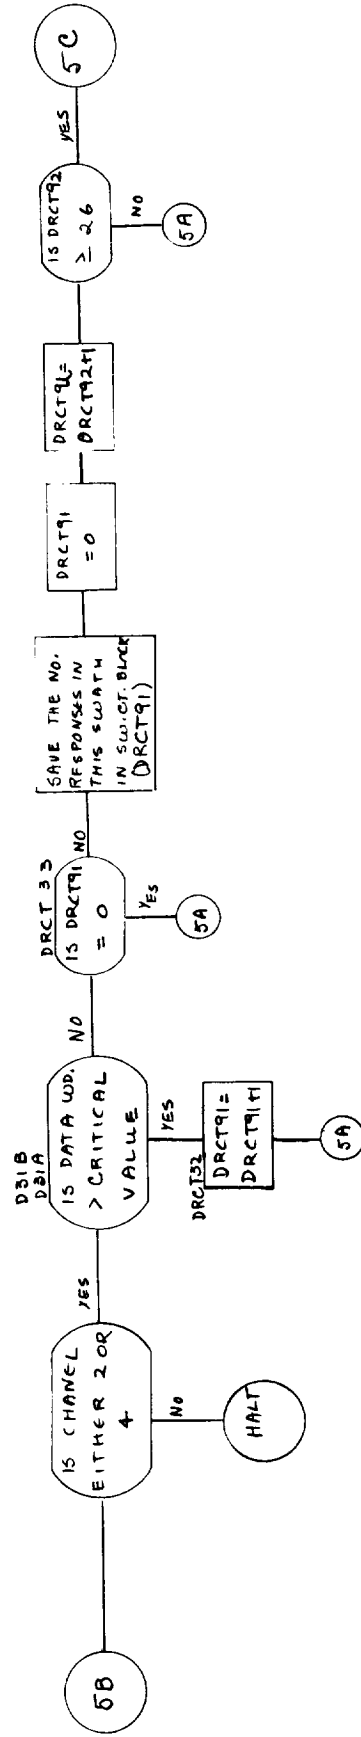 5B
IS CHANEL
EITHER 2 OR
4
YES
NO
HALT
D31B
D31A
IS DATA WD.
> CRITICAL
VALUE
NO
YES
DRCT32
DRCT91=
DRCT91+1
5A
DRCT 33
IS DRCT91
= 0
NO
YES
5A
SAVE THE NO.
RESPONSES IN
THIS SWATH
IN SW.CT. BLOCK
(DRCT91)
DRCT91
= 0
DRCT92=
DRCT92+1
IS DRCT92
≥ 26
YES
NO
5A
5C